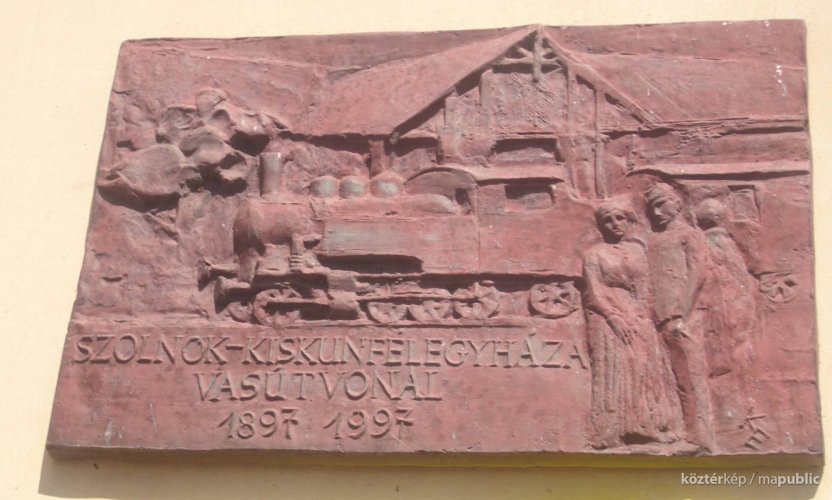 SZOLNOK-KISKUNFÉLEGYHÁZA
VASÚTVONAL
1897 1997
köztérkép / mapublic